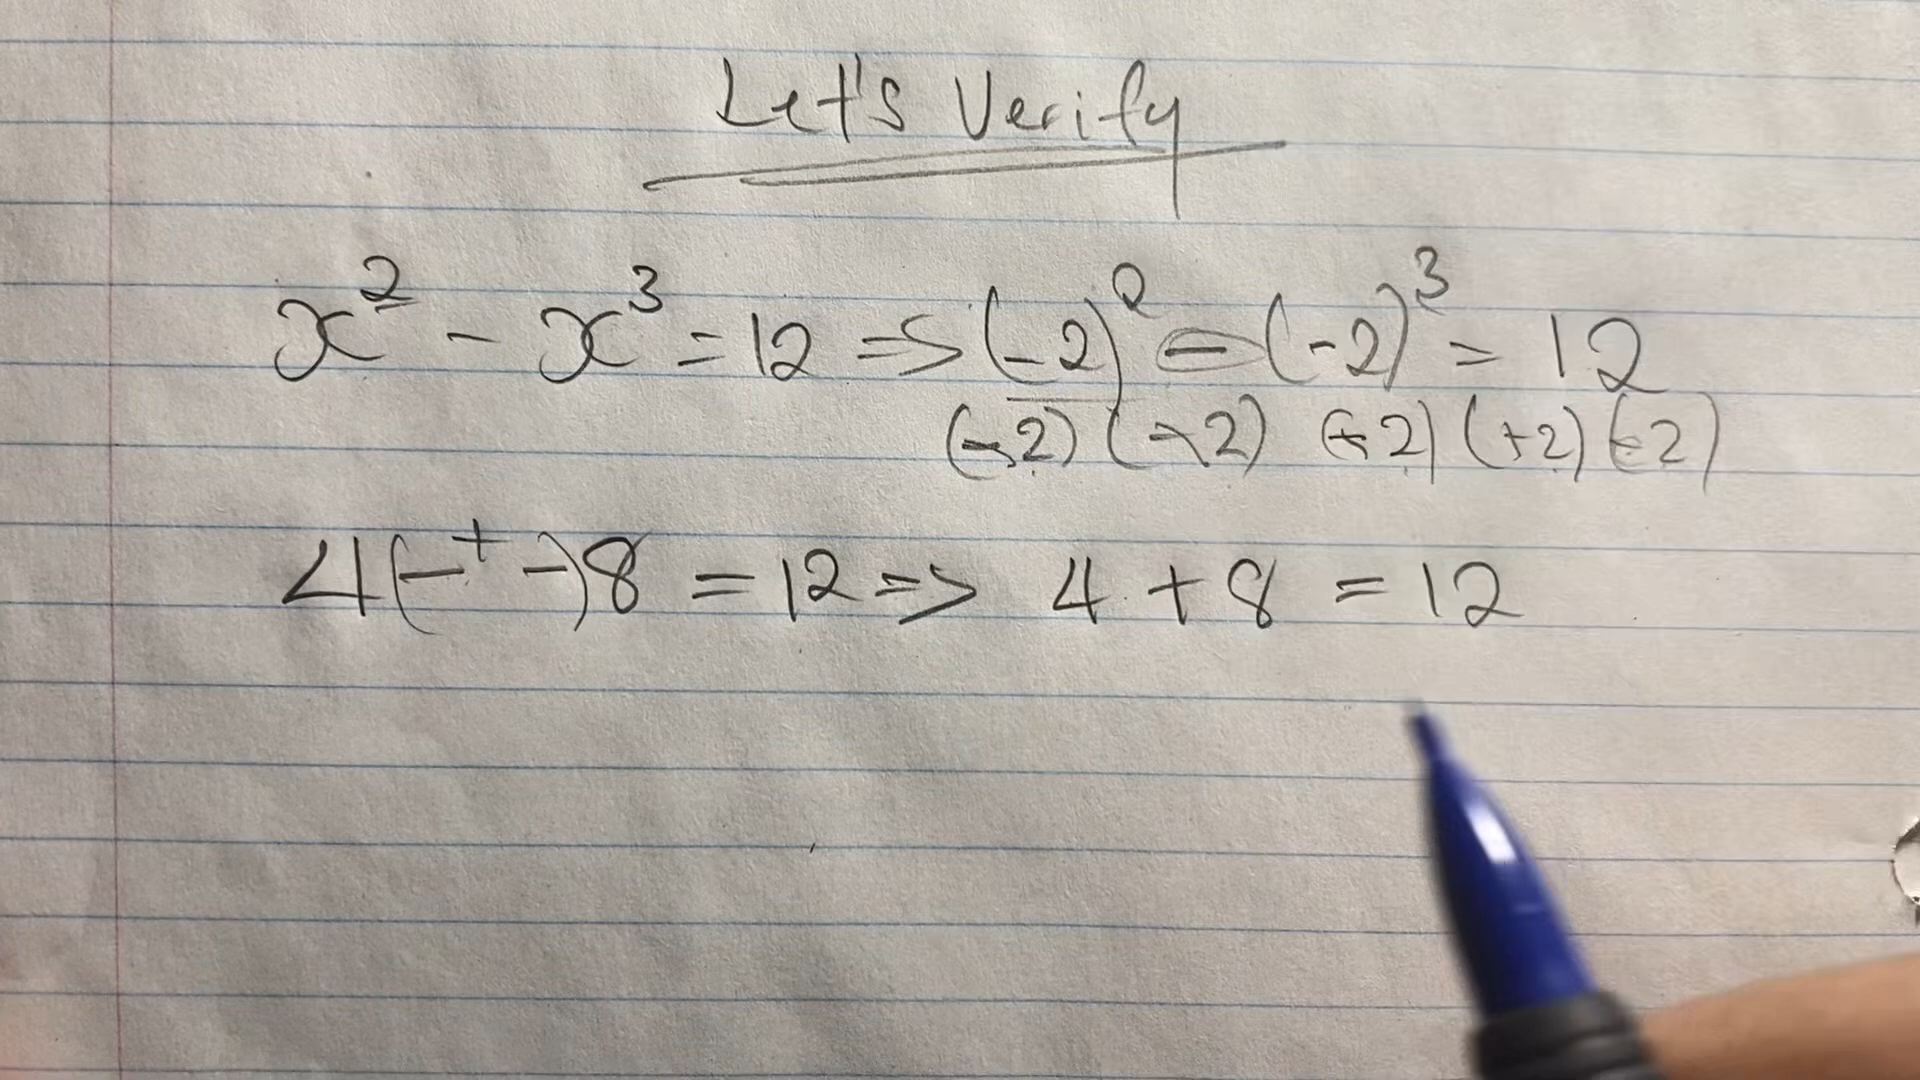 Let's Verify
x² - x³ = 12 => (-2)² - (-2)³ = 12
(-2) (-2) (+2) (+2) (-2)
4(-⁺-)8 = 12 => 4 + 8 = 12